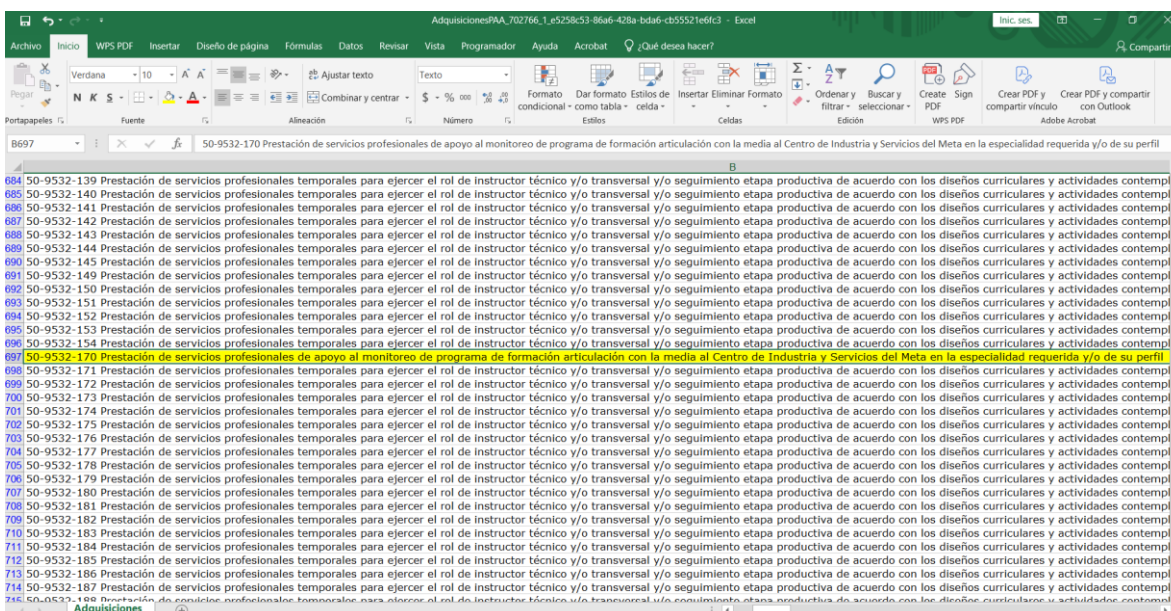 AdquisicionesPAA_702766_1_e5258c53-86a6-428a-bda6-cb55521e6fc3 - Excel
Inic. ses.
Archivo Inicio WPS PDF Insertar Diseño de página Fórmulas Datos Revisar Vista Programador Ayuda Acrobat ¿Qué desea hacer? Compartir
Pegar
Verdana 10
N K S
Ajustar texto
Combinar y centrar
Texto
$ % 000
Formato condicional
Dar formato como tabla
Estilos de celda
Insertar Eliminar Formato
Ordenar y filtrar
Buscar y seleccionar
Create PDF
Sign
Crear PDF y compartir vínculo
Crear PDF y compartir con Outlook
Portapapeles Fuente Alineación Número Estilos Celdas Edición WPS PDF Adobe Acrobat
B697 fx 50-9532-170 Prestación de servicios profesionales de apoyo al monitoreo de programa de formación articulación con la media al Centro de Industria y Servicios del Meta en la especialidad requerida y/o de su perfil
B
684 50-9532-139 Prestación de servicios profesionales temporales para ejercer el rol de instructor técnico y/o transversal y/o seguimiento etapa productiva de acuerdo con los diseños curriculares y actividades contempl
685 50-9532-140 Prestación de servicios profesionales temporales para ejercer el rol de instructor técnico y/o transversal y/o seguimiento etapa productiva de acuerdo con los diseños curriculares y actividades contempl
686 50-9532-141 Prestación de servicios profesionales temporales para ejercer el rol de instructor técnico y/o transversal y/o seguimiento etapa productiva de acuerdo con los diseños curriculares y actividades contempl
687 50-9532-142 Prestación de servicios profesionales temporales para ejercer el rol de instructor técnico y/o transversal y/o seguimiento etapa productiva de acuerdo con los diseños curriculares y actividades contempl
688 50-9532-143 Prestación de servicios profesionales temporales para ejercer el rol de instructor técnico y/o transversal y/o seguimiento etapa productiva de acuerdo con los diseños curriculares y actividades contempl
689 50-9532-144 Prestación de servicios profesionales temporales para ejercer el rol de instructor técnico y/o transversal y/o seguimiento etapa productiva de acuerdo con los diseños curriculares y actividades contempl
690 50-9532-145 Prestación de servicios profesionales temporales para ejercer el rol de instructor técnico y/o transversal y/o seguimiento etapa productiva de acuerdo con los diseños curriculares y actividades contempl
691 50-9532-149 Prestación de servicios profesionales temporales para ejercer el rol de instructor técnico y/o transversal y/o seguimiento etapa productiva de acuerdo con los diseños curriculares y actividades contempl
692 50-9532-150 Prestación de servicios profesionales temporales para ejercer el rol de instructor técnico y/o transversal y/o seguimiento etapa productiva de acuerdo con los diseños curriculares y actividades contempl
693 50-9532-151 Prestación de servicios profesionales temporales para ejercer el rol de instructor técnico y/o transversal y/o seguimiento etapa productiva de acuerdo con los diseños curriculares y actividades contempl
694 50-9532-152 Prestación de servicios profesionales temporales para ejercer el rol de instructor técnico y/o transversal y/o seguimiento etapa productiva de acuerdo con los diseños curriculares y actividades contempl
695 50-9532-153 Prestación de servicios profesionales temporales para ejercer el rol de instructor técnico y/o transversal y/o seguimiento etapa productiva de acuerdo con los diseños curriculares y actividades contempl
696 50-9532-154 Prestación de servicios profesionales temporales para ejercer el rol de instructor técnico y/o transversal y/o seguimiento etapa productiva de acuerdo con los diseños curriculares y actividades contempl
697 50-9532-170 Prestación de servicios profesionales de apoyo al monitoreo de programa de formación articulación con la media al Centro de Industria y Servicios del Meta en la especialidad requerida y/o de su perfil
698 50-9532-171 Prestación de servicios profesionales temporales para ejercer el rol de instructor técnico y/o transversal y/o seguimiento etapa productiva de acuerdo con los diseños curriculares y actividades contempl
699 50-9532-172 Prestación de servicios profesionales temporales para ejercer el rol de instructor técnico y/o transversal y/o seguimiento etapa productiva de acuerdo con los diseños curriculares y actividades contempl
700 50-9532-173 Prestación de servicios profesionales temporales para ejercer el rol de instructor técnico y/o transversal y/o seguimiento etapa productiva de acuerdo con los diseños curriculares y actividades contempl
701 50-9532-174 Prestación de servicios profesionales temporales para ejercer el rol de instructor técnico y/o transversal y/o seguimiento etapa productiva de acuerdo con los diseños curriculares y actividades contempl
702 50-9532-175 Prestación de servicios profesionales temporales para ejercer el rol de instructor técnico y/o transversal y/o seguimiento etapa productiva de acuerdo con los diseños curriculares y actividades contempl
703 50-9532-176 Prestación de servicios profesionales temporales para ejercer el rol de instructor técnico y/o transversal y/o seguimiento etapa productiva de acuerdo con los diseños curriculares y actividades contempl
704 50-9532-177 Prestación de servicios profesionales temporales para ejercer el rol de instructor técnico y/o transversal y/o seguimiento etapa productiva de acuerdo con los diseños curriculares y actividades contempl
705 50-9532-178 Prestación de servicios profesionales temporales para ejercer el rol de instructor técnico y/o transversal y/o seguimiento etapa productiva de acuerdo con los diseños curriculares y actividades contempl
706 50-9532-179 Prestación de servicios profesionales temporales para ejercer el rol de instructor técnico y/o transversal y/o seguimiento etapa productiva de acuerdo con los diseños curriculares y actividades contempl
707 50-9532-180 Prestación de servicios profesionales temporales para ejercer el rol de instructor técnico y/o transversal y/o seguimiento etapa productiva de acuerdo con los diseños curriculares y actividades contempl
708 50-9532-181 Prestación de servicios profesionales temporales para ejercer el rol de instructor técnico y/o transversal y/o seguimiento etapa productiva de acuerdo con los diseños curriculares y actividades contempl
709 50-9532-182 Prestación de servicios profesionales temporales para ejercer el rol de instructor técnico y/o transversal y/o seguimiento etapa productiva de acuerdo con los diseños curriculares y actividades contempl
710 50-9532-183 Prestación de servicios profesionales temporales para ejercer el rol de instructor técnico y/o transversal y/o seguimiento etapa productiva de acuerdo con los diseños curriculares y actividades contempl
711 50-9532-184 Prestación de servicios profesionales temporales para ejercer el rol de instructor técnico y/o transversal y/o seguimiento etapa productiva de acuerdo con los diseños curriculares y actividades contempl
712 50-9532-185 Prestación de servicios profesionales temporales para ejercer el rol de instructor técnico y/o transversal y/o seguimiento etapa productiva de acuerdo con los diseños curriculares y actividades contempl
713 50-9532-186 Prestación de servicios profesionales temporales para ejercer el rol de instructor técnico y/o transversal y/o seguimiento etapa productiva de acuerdo con los diseños curriculares y actividades contempl
714 50-9532-187 Prestación de servicios profesionales temporales para ejercer el rol de instructor técnico y/o transversal y/o seguimiento etapa productiva de acuerdo con los diseños curriculares y actividades contempl
715 50-9532-188 Prestación de servicios profesionales temporales para ejercer el rol de instructor técnico y/o transversal y/o seguimiento etapa productiva de acuerdo con los diseños curriculares y actividades contempl
Adquisiciones